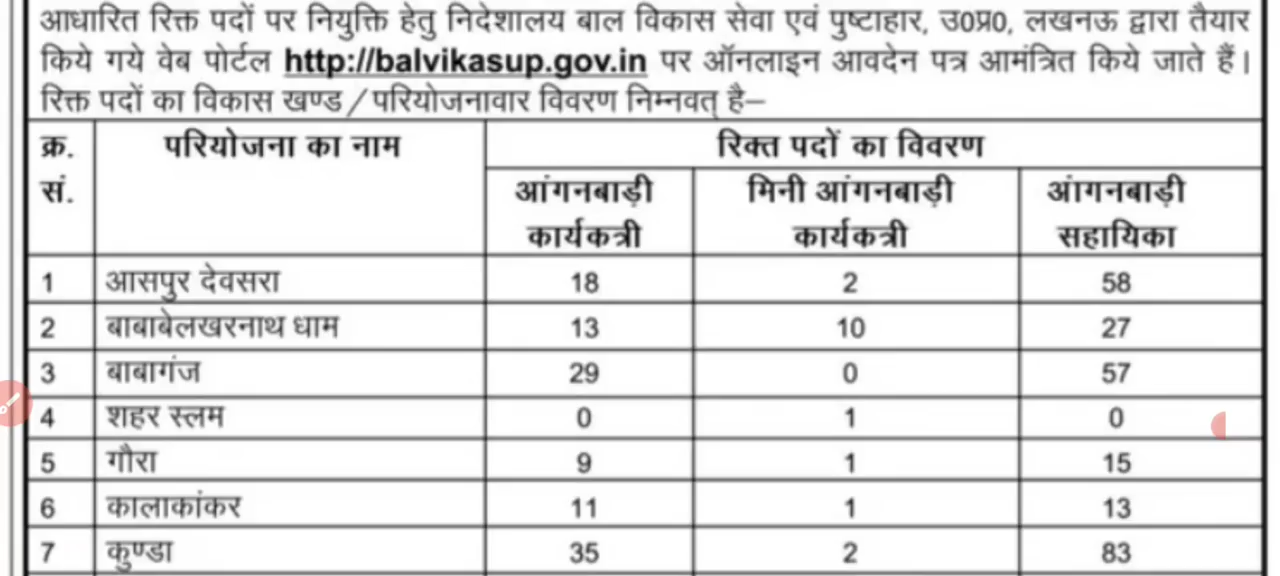 आधारित रिक्त पदों पर नियुक्ति हेतु निदेशालय बाल विकास सेवा एवं पुष्टाहार, उ0प्र0, लखनऊ द्वारा तैयार
किये गये वेब पोर्टल http://balvikasup.gov.in पर ऑनलाइन आवदेन पत्र आमंत्रित किये जाते हैं।
रिक्त पदों का विकास खण्ड/परियोजनावार विवरण निम्नवत् है–
क्र. सं. परियोजना का नाम रिक्त पदों का विवरण
आंगनबाड़ी कार्यकत्री मिनी आंगनबाड़ी कार्यकत्री आंगनबाड़ी सहायिका
1 आसपुर देवसरा 18 2 58
2 बाबाबेलखरनाथ धाम 13 10 27
3 बाबागंज 29 0 57
4 शहर स्लम 0 1 0
5 गौरा 9 1 15
6 कालाकांकर 11 1 13
7 कुण्डा 35 2 83